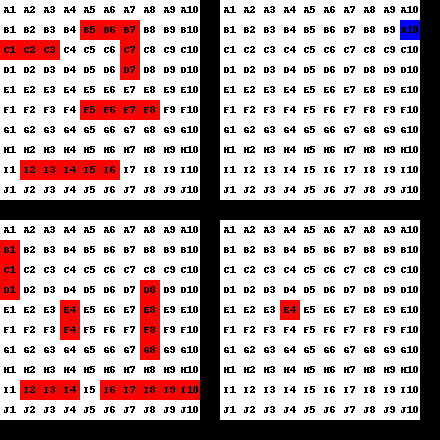 A1 A2 A3 A4 A5 A6 A7 A8 A9 A10
B1 B2 B3 B4 B5 B6 B7 B8 B9 B10
C1 C2 C3 C4 C5 C6 C7 C8 C9 C10
D1 D2 D3 D4 D5 D6 D7 D8 D9 D10
E1 E2 E3 E4 E5 E6 E7 E8 E9 E10
F1 F2 F3 F4 F5 F6 F7 F8 F9 F10
G1 G2 G3 G4 G5 G6 G7 G8 G9 G10
H1 H2 H3 H4 H5 H6 H7 H8 H9 H10
I1 I2 I3 I4 I5 I6 I7 I8 I9 I10
J1 J2 J3 J4 J5 J6 J7 J8 J9 J10
A1 A2 A3 A4 A5 A6 A7 A8 A9 A10
B1 B2 B3 B4 B5 B6 B7 B8 B9 B10
C1 C2 C3 C4 C5 C6 C7 C8 C9 C10
D1 D2 D3 D4 D5 D6 D7 D8 D9 D10
E1 E2 E3 E4 E5 E6 E7 E8 E9 E10
F1 F2 F3 F4 F5 F6 F7 F8 F9 F10
G1 G2 G3 G4 G5 G6 G7 G8 G9 G10
H1 H2 H3 H4 H5 H6 H7 H8 H9 H10
I1 I2 I3 I4 I5 I6 I7 I8 I9 I10
J1 J2 J3 J4 J5 J6 J7 J8 J9 J10
A1 A2 A3 A4 A5 A6 A7 A8 A9 A10
B1 B2 B3 B4 B5 B6 B7 B8 B9 B10
C1 C2 C3 C4 C5 C6 C7 C8 C9 C10
D1 D2 D3 D4 D5 D6 D7 D8 D9 D10
E1 E2 E3 E4 E5 E6 E7 E8 E9 E10
F1 F2 F3 F4 F5 F6 F7 F8 F9 F10
G1 G2 G3 G4 G5 G6 G7 G8 G9 G10
H1 H2 H3 H4 H5 H6 H7 H8 H9 H10
I1 I2 I3 I4 I5 I6 I7 I8 I9 I10
J1 J2 J3 J4 J5 J6 J7 J8 J9 J10
A1 A2 A3 A4 A5 A6 A7 A8 A9 A10
B1 B2 B3 B4 B5 B6 B7 B8 B9 B10
C1 C2 C3 C4 C5 C6 C7 C8 C9 C10
D1 D2 D3 D4 D5 D6 D7 D8 D9 D10
E1 E2 E3 E4 E5 E6 E7 E8 E9 E10
F1 F2 F3 F4 F5 F6 F7 F8 F9 F10
G1 G2 G3 G4 G5 G6 G7 G8 G9 G10
H1 H2 H3 H4 H5 H6 H7 H8 H9 H10
I1 I2 I3 I4 I5 I6 I7 I8 I9 I10
J1 J2 J3 J4 J5 J6 J7 J8 J9 J10